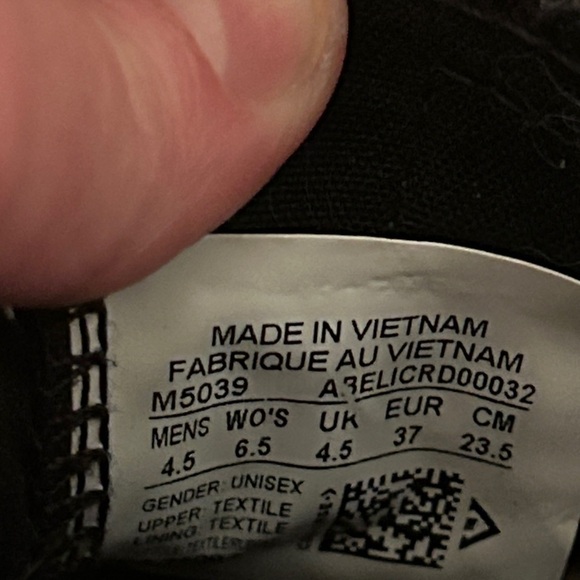 MADE IN VIETNAM
FABRIQUE AU VIETNAM
M5039 A3ELICRD00032
MENS WO'S UK EUR CM
4.5 6.5 4.5 37 23.5
GENDER: UNISEX
UPPER: TEXTILE
LINING: TEXTILE